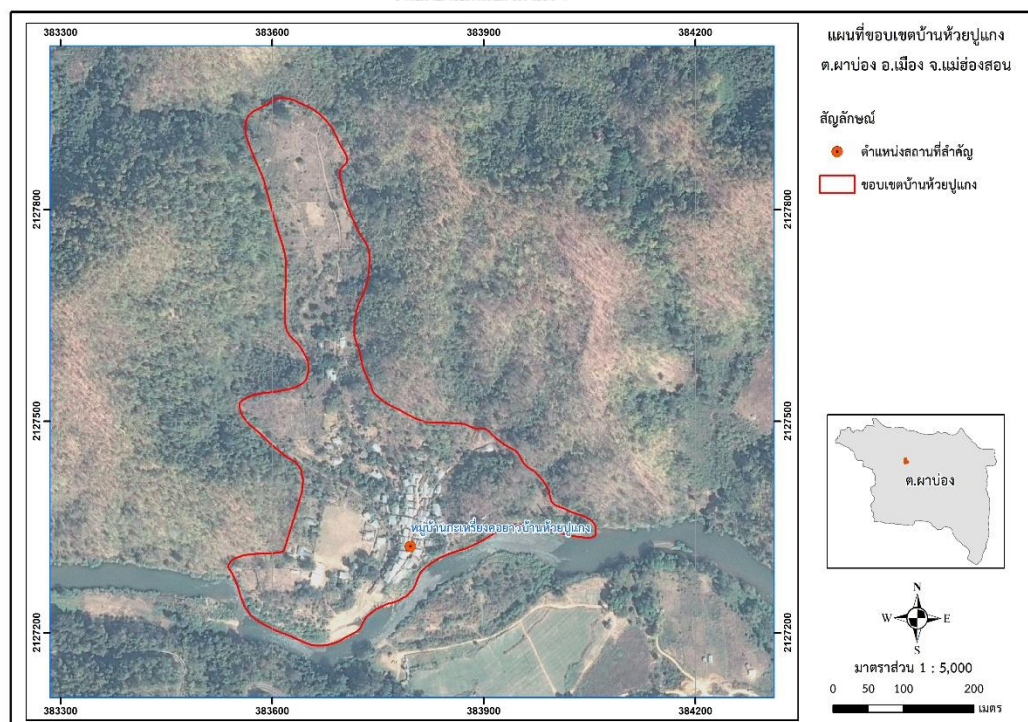 383300 383600 383900 384200
แผนที่ขอบเขตบ้านห้วยปูแกง
ต.ผาบ่อง อ.เมือง จ.แม่ฮ่องสอน
สัญลักษณ์
ตำแหน่งสถานที่สำคัญ
ขอบเขตบ้านห้วยปูแกง
2127800 2127800
2127500 2127500
ต.ผาบ่อง
หมู่บ้านกะเหรี่ยงคอยาวบ้านห้วยปูแกง
2127200 2127200
N
W E
S
มาตราส่วน 1 : 5,000
0 50 100 200
เมตร
383300 383600 383900 384200